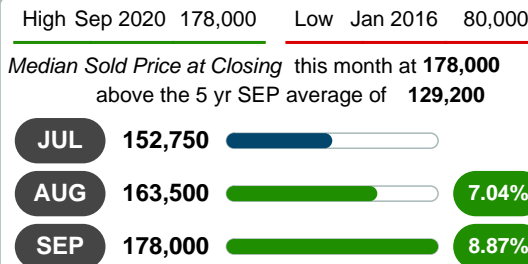 High Sep 2020 178,000 Low Jan 2016 80,000
Median Sold Price at Closing this month at 178,000
above the 5 yr SEP average of 129,200
JUL 152,750
AUG 163,500 7.04%
SEP 178,000 8.87%